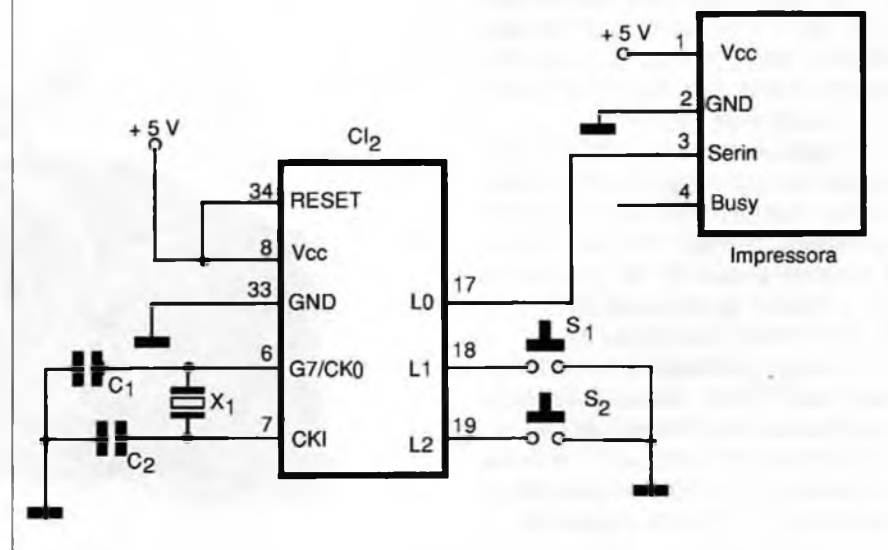 + 5 V
1
Vcc
2
GND
3
Serin
4
Busy
Impressora
+ 5 V
CI2
34
RESET
8
Vcc
33
GND
17
L0
6
G7/CK0
18
L1
S1
C1
X1
7
CKI
19
L2
S2
C2